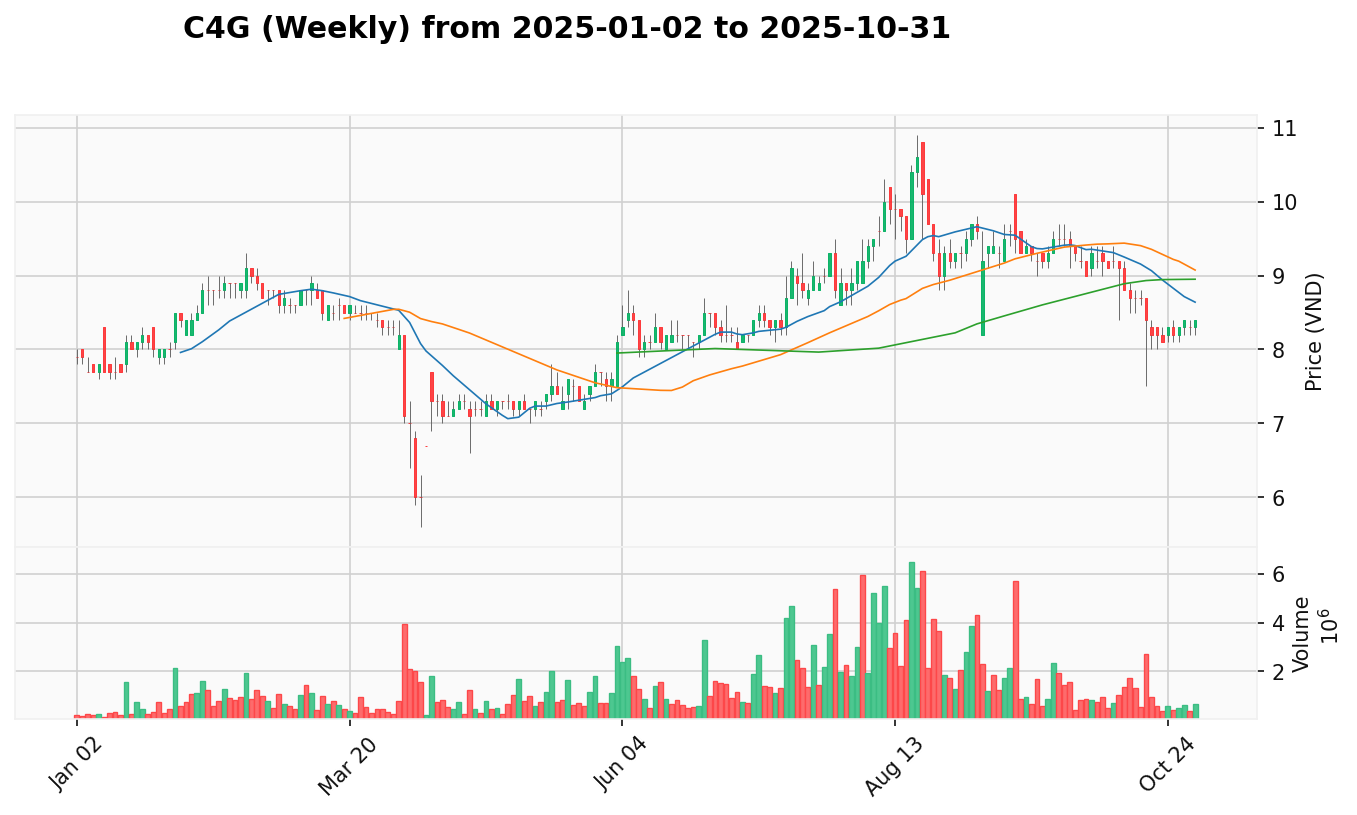 C4G (Weekly) from 2025-01-02 to 2025-10-31
11
10
9
8
7
6
Price (VND)
6
4
2
Volume
10^6
Jan 02
Mar 20
Jun 04
Aug 13
Oct 24